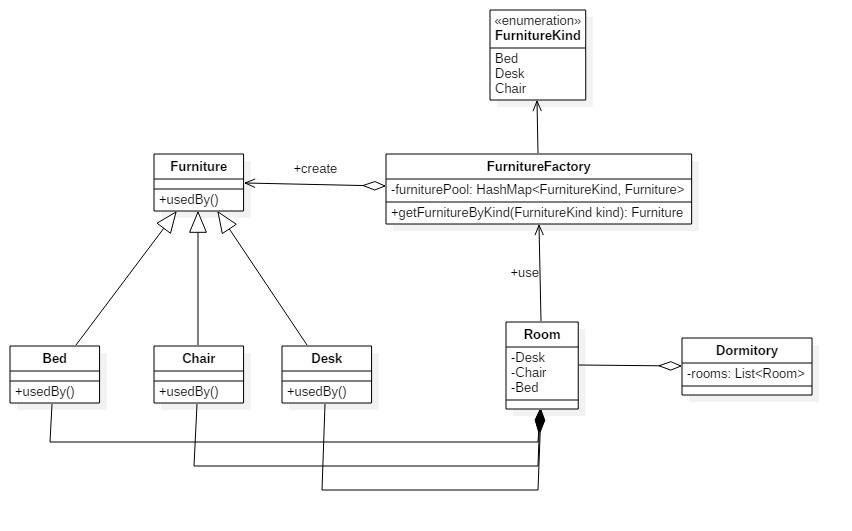 «enumeration»
FurnitureKind
Bed
Desk
Chair
Furniture
+usedBy()
+create
FurnitureFactory
-furniturePool: HashMap<FurnitureKind, Furniture>
+getFurnitureByKind(FurnitureKind kind): Furniture
+use
Bed
+usedBy()
Chair
+usedBy()
Desk
+usedBy()
Room
-Desk
-Chair
-Bed
Dormitory
-rooms: List<Room>